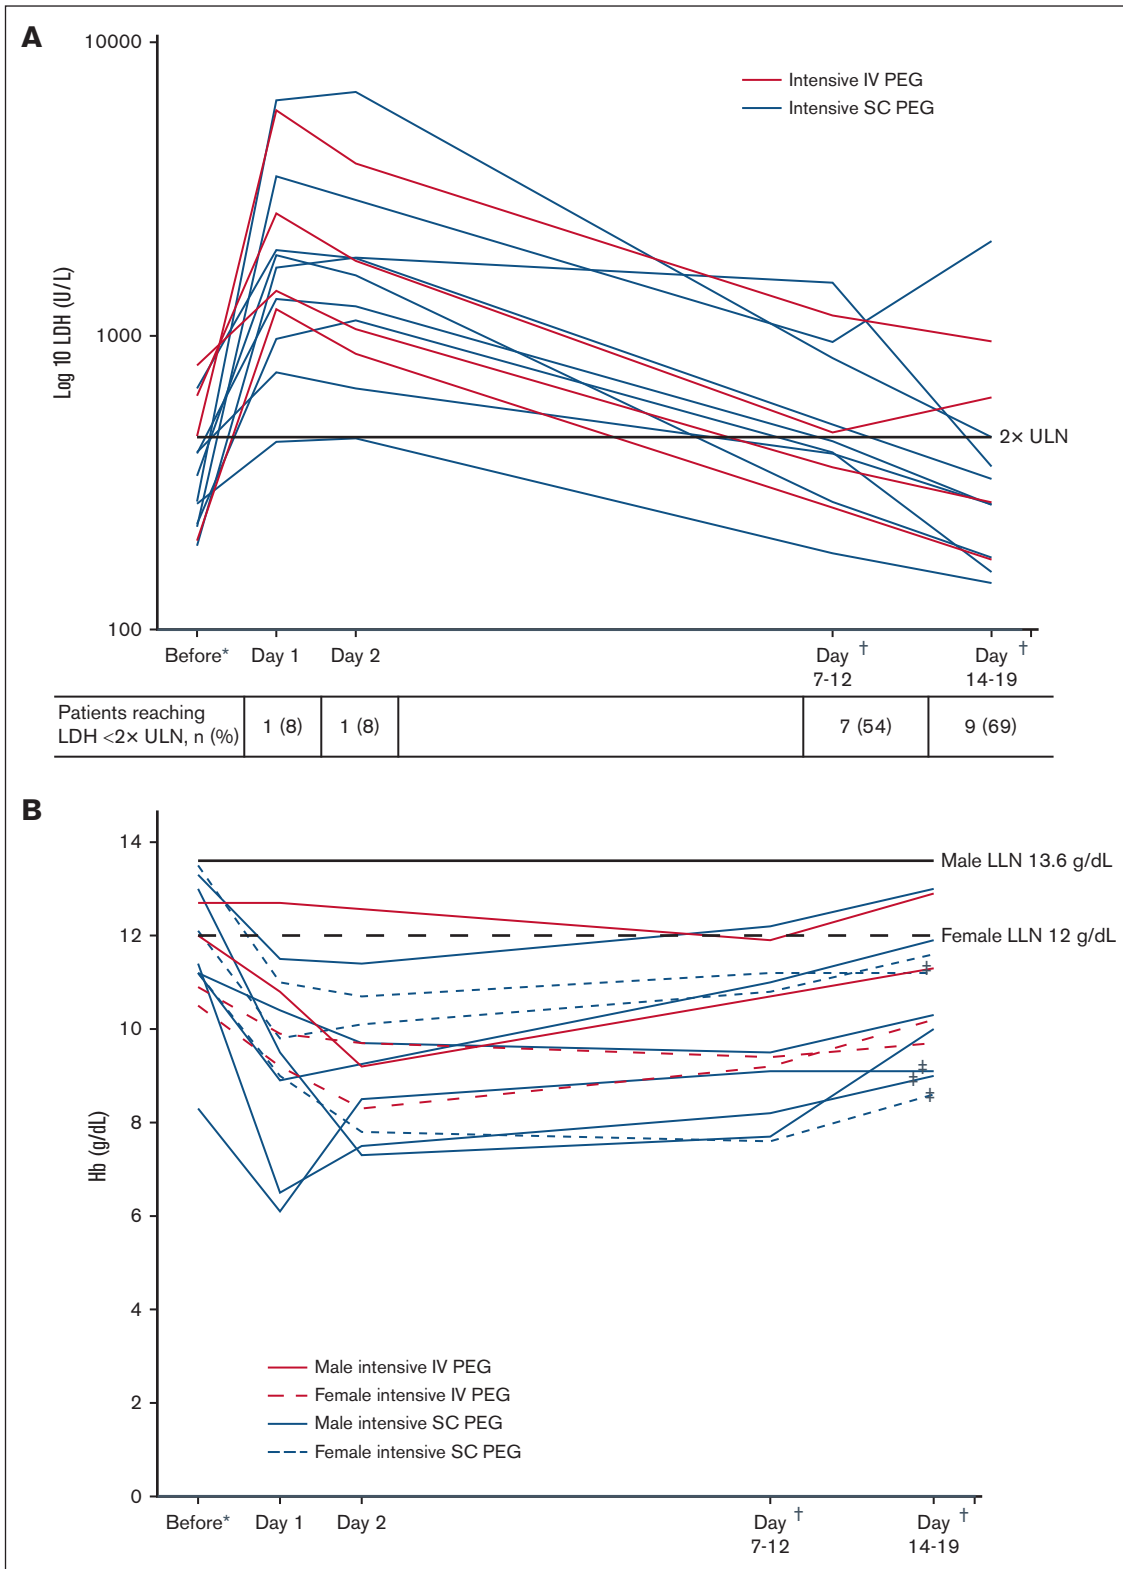 A
10000
1000
100
Log 10 LDH (U/L)
Intensive IV PEG
Intensive SC PEG
2× ULN
Before*
Day 1
Day 2
Day †
7-12
Day †
14-19
Patients reaching
LDH <2× ULN, n (%)
1 (8)
1 (8)
7 (54)
9 (69)
B
14
12
10
8
6
4
2
0
Hb (g/dL)
Male LLN 13.6 g/dL
Female LLN 12 g/dL
‡
‡
‡
‡
Male intensive IV PEG
Female intensive IV PEG
Male intensive SC PEG
Female intensive SC PEG
Before*
Day 1
Day 2
Day †
7-12
Day †
14-19